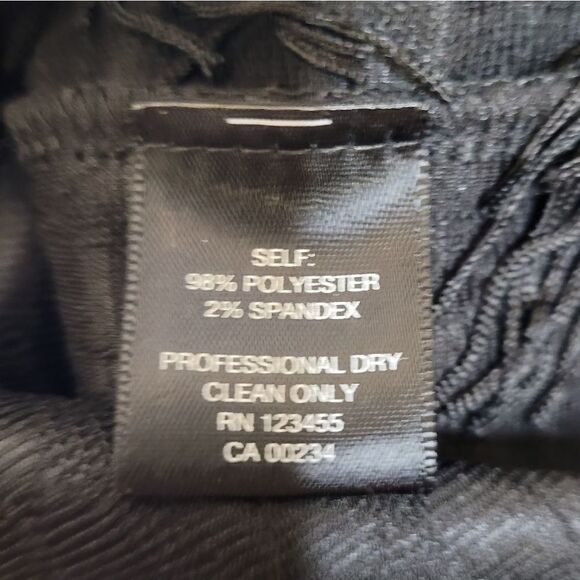 SELF:
98% POLYESTER
2% SPANDEX
PROFESSIONAL DRY
CLEAN ONLY
RN 123455
CA 00234